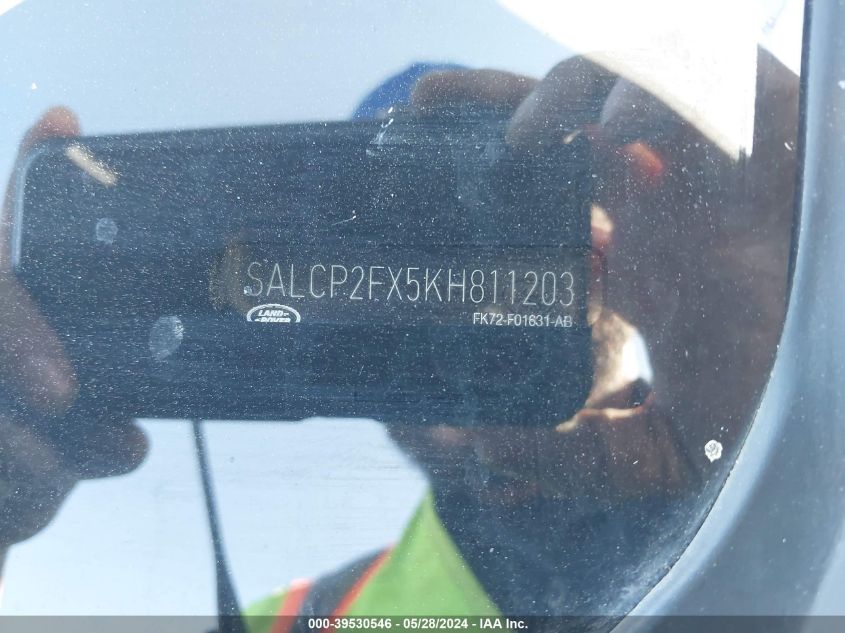 SALCP2FX5KH811203
LAND-
ROVER
FK72-F01631-AB
000-39530546 - 05/28/2024 - IAA Inc.